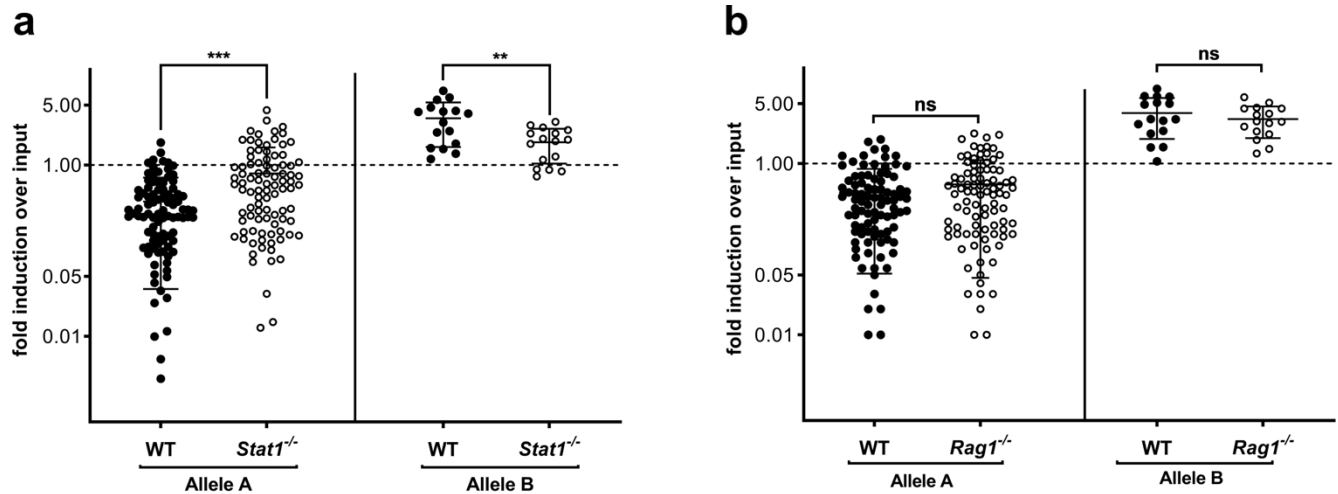 a
***
**
fold induction over input
5.00
1.00
0.05
0.01
WT
Stat1-/-
WT
Stat1-/-
Allele A
Allele B
b
ns
ns
fold induction over input
5.00
1.00
0.05
0.01
WT
Rag1-/-
WT
Rag1-/-
Allele A
Allele B